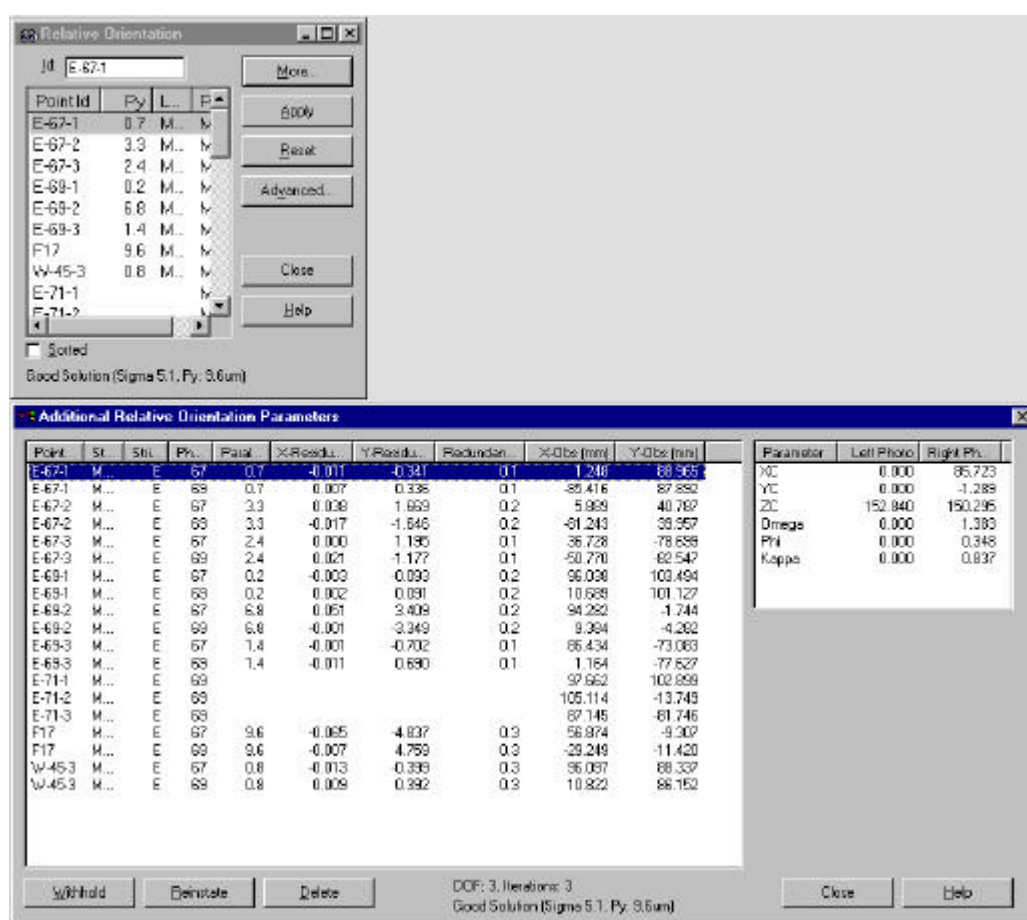 Relative Orientation
Id E-67-1
More...
Point Id Py L... P
E-67-1 0.7 M... M
E-67-2 3.3 M... M
E-67-3 2.4 M... M
E-69-1 0.2 M... M
E-69-2 6.8 M... M
E-69-3 1.4 M... M
F17 9.6 M... M
W-45-3 0.8 M... M
E-71-1 M
E-71-2 M
Apply
Reset
Advanced...
Close
Help
Sorted
Good Solution (Sigma 5.1, Py: 9.6um)
Additional Relative Orientation Parameters
Point... St... Stri... Ph... Paral... X-Residu... Y-Residu... Redundan... X-Obs (mm) Y-Obs (mm)
E-67-1 M... E 67 0.7 -0.011 -0.341 0.1 1.248 88.965
E-67-1 M... E 69 0.7 0.007 0.336 0.1 -85.416 87.892
E-67-2 M... E 67 3.3 0.038 1.669 0.2 5.889 40.787
E-67-2 M... E 69 3.3 -0.017 -1.646 0.2 -81.243 39.957
E-67-3 M... E 67 2.4 0.000 1.195 0.1 36.728 -78.699
E-67-3 M... E 69 2.4 0.021 -1.177 0.1 -50.770 -82.547
E-69-1 M... E 67 0.2 -0.003 -0.093 0.2 96.098 103.494
E-69-1 M... E 69 0.2 0.002 0.091 0.2 10.689 101.127
E-69-2 M... E 67 6.8 0.051 3.409 0.2 94.282 -1.744
E-69-2 M... E 69 6.8 -0.001 -3.349 0.2 9.384 -4.282
E-69-3 M... E 67 1.4 -0.001 -0.702 0.1 86.434 -73.083
E-69-3 M... E 69 1.4 -0.011 0.690 0.1 1.164 -77.627
E-71-1 M... E 69 97.662 102.899
E-71-2 M... E 69 105.114 -13.749
E-71-3 M... E 69 87.145 -81.746
F17 M... E 67 9.6 -0.065 -4.837 0.3 56.874 -9.307
F17 M... E 69 9.6 -0.007 4.759 0.3 -29.249 -11.420
W-45-3 M... E 67 0.8 -0.013 -0.399 0.3 96.097 88.337
W-45-3 M... E 69 0.8 0.009 0.392 0.3 10.822 86.152
Parameter Left Photo Right Ph...
XC 0.000 85.723
YC 0.000 -1.289
ZC 152.840 150.295
Omega 0.000 1.383
Phi 0.000 0.348
Kappa 0.000 0.837
Withhold
Reinstate
Delete
DOF: 3, Iterations: 3
Good Solution (Sigma 5.1, Py: 9.6um)
Close
Help